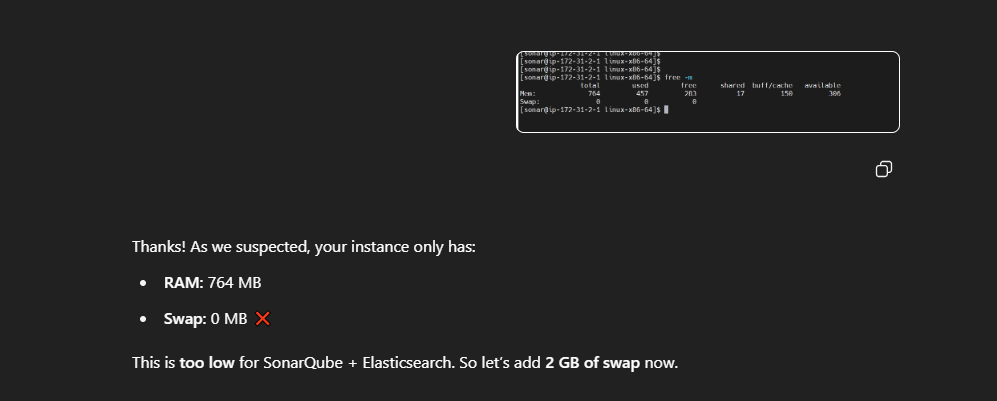 [sonar@ip-172-31-2-1 linux-x86-64]$
[sonar@ip-172-31-2-1 linux-x86-64]$
[sonar@ip-172-31-2-1 linux-x86-64]$
[sonar@ip-172-31-2-1 linux-x86-64]$ free -m
total used free shared buff/cache available
Mem: 764 457 283 17 150 306
Swap: 0 0 0
[sonar@ip-172-31-2-1 linux-x86-64]$
Thanks! As we suspected, your instance only has:
• RAM: 764 MB
• Swap: 0 MB ❌
This is too low for SonarQube + Elasticsearch. So let’s add 2 GB of swap now.